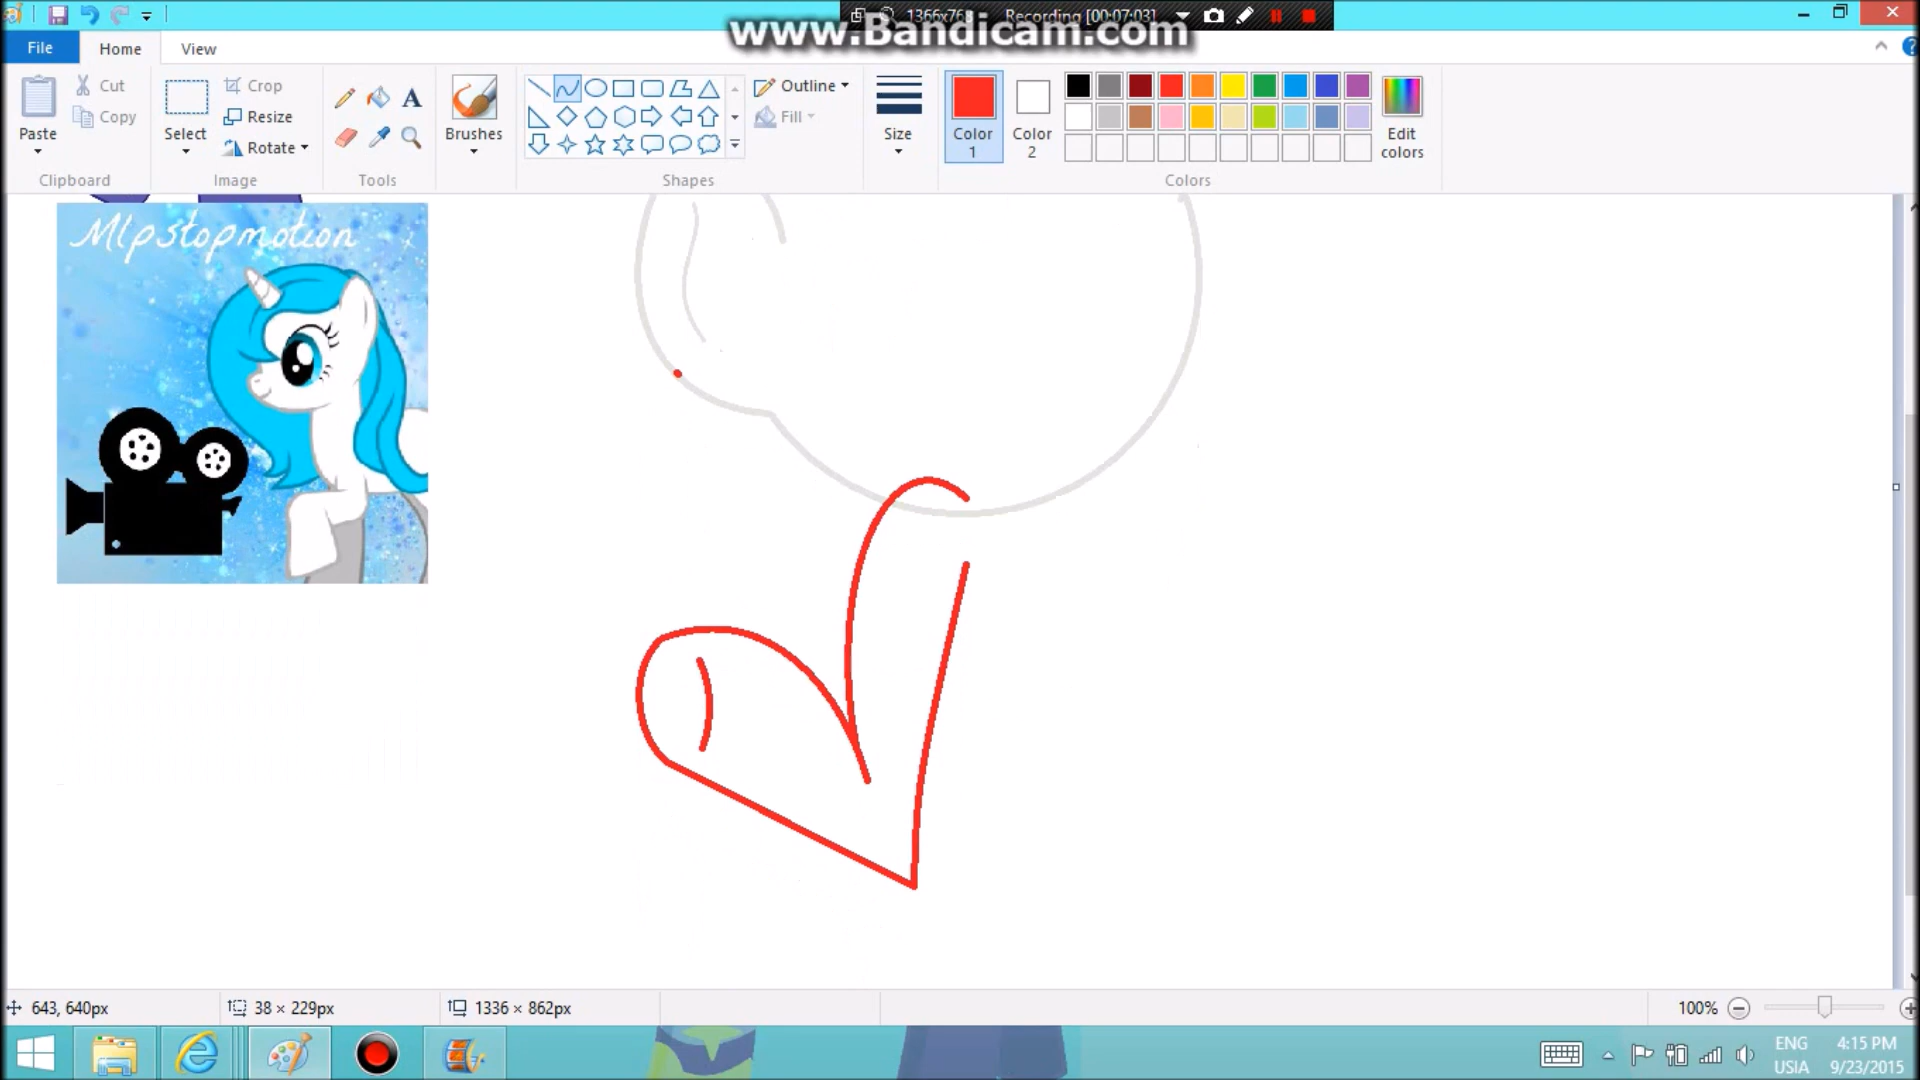 1366x768 Recording [00:07:03]
www.Bandicam.com
File Home View
Paste
Cut
Copy
Clipboard
Select
Crop
Resize
Rotate
Image
A
Tools
Brushes
Shapes
Outline
Fill
Size
Color 1
Color 2
Edit colors
Colors
Mlpstopmotion
643, 640px 38 × 229px 1336 × 862px 100%
ENG 4:15 PM
USIA 9/23/2015